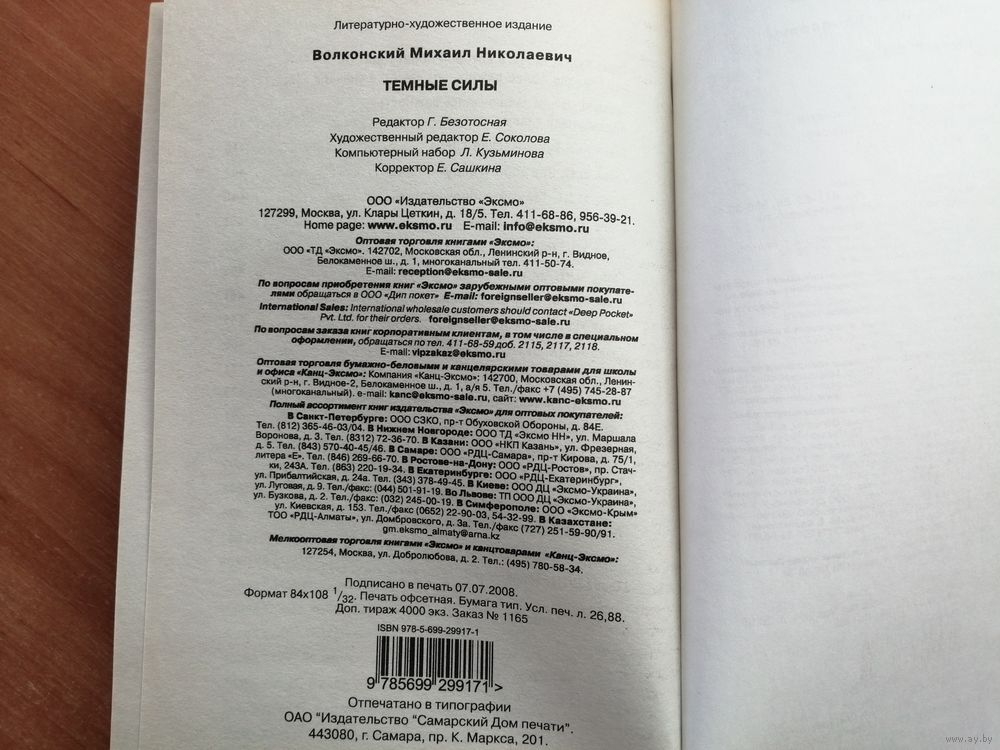 Литературно-художественное издание
Волконский Михаил Николаевич
ТЕМНЫЕ СИЛЫ
Редактор Г. Безотосная
Художественный редактор Е. Соколова
Компьютерный набор Л. Кузьминова
Корректор Е. Сашкина
ООО «Издательство «Эксмо»
127299, Москва, ул. Клары Цеткин, д. 18/5. Тел. 411-68-86, 956-39-21.
Home page: www.eksmo.ru E-mail: info@eksmo.ru
Оптовая торговля книгами «Эксмо»:
ООО «ТД «Эксмо». 142702, Московская обл., Ленинский р-н, г. Видное,
Белокаменное ш., д. 1, многоканальный тел. 411-50-74.
E-mail: reception@eksmo-sale.ru
По вопросам приобретения книг «Эксмо» зарубежными оптовыми покупате-
лями обращаться в ООО «Дип покет» E-mail: foreignseller@eksmo-sale.ru
International Sales: International wholesale customers should contact «Deep Pocket»
Pvt. Ltd. for their orders. foreignseller@eksmo-sale.ru
По вопросам заказа книг корпоративным клиентам, в том числе в специальном
оформлении, обращаться по тел. 411-68-59 доб. 2115, 2117, 2118.
E-mail: vipzakaz@eksmo.ru
Оптовая торговля бумажно-беловыми и канцелярскими товарами для школы
и офиса «Канц-Эксмо»: Компания «Канц-Эксмо»: 142700, Московская обл., Ленин-
ский р-н, г. Видное-2, Белокаменное ш., д. 1, а/я 5. Тел./факс +7 (495) 745-28-87
(многоканальный). e-mail: kanc@eksmo-sale.ru, сайт: www.kanc-eksmo.ru
Полный ассортимент книг издательства «Эксмо» для оптовых покупателей:
В Санкт-Петербурге: ООО СЗКО, пр-т Обуховской Обороны, д. 84Е.
Тел. (812) 365-46-03/04. В Нижнем Новгороде: ООО ТД «Эксмо НН», ул. Маршала
Воронова, д. 3. Тел. (8312) 72-36-70. В Казани: ООО «НКП Казань», ул. Фрезерная,
д. 5. Тел. (843) 570-40-45/46. В Самаре: ООО «РДЦ-Самара», пр-т Кирова, д. 75/1,
литера «Е». Тел. (846) 269-66-70. В Ростове-на-Дону: ООО «РДЦ-Ростов», пр. Стач-
ки, 243А. Тел. (863) 220-19-34. В Екатеринбурге: ООО «РДЦ-Екатеринбург»,
ул. Прибалтийская, д. 24а. Тел. (343) 378-49-45. В Киеве: ООО ДЦ «Эксмо-Украина»,
ул. Луговая, д. 9. Тел./факс: (044) 501-91-19. Во Львове: ТП ООО ДЦ «Эксмо-Украина»,
ул. Бузкова, д. 2. Тел./факс: (032) 245-00-19. В Симферополе: ООО «Эксмо-Крым»
ул. Киевская, д. 153. Тел./факс (0652) 22-90-03, 54-32-99. В Казахстане:
ТОО «РДЦ-Алматы», ул. Домбровского, д. 3а. Тел./факс (727) 251-59-90/91.
gm.eksmo_almaty@arna.kz
Мелкооптовая торговля книгами «Эксмо» и канцтоварами «Канц-Эксмо»:
127254, Москва, ул. Добролюбова, д. 2. Тел.: (495) 780-58-34.
Подписано в печать 07.07.2008.
Формат 84х108 1/32. Печать офсетная. Бумага тип. Усл. печ. л. 26,88.
Доп. тираж 4000 экз. Заказ № 1165
ISBN 978-5-699-29917-1
9 785699 299171 >
Отпечатано в типографии
ОАО "Издательство "Самарский Дом печати".
443080, г. Самара, пр. К. Маркса, 201.
www.ay.by